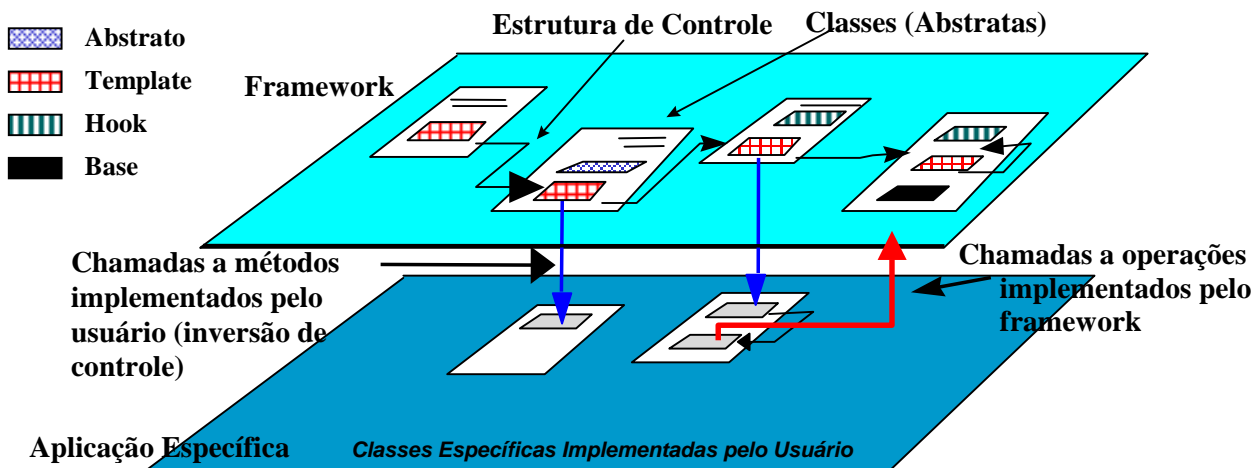 Estrutura de Controle
Classes (Abstratas)
Abstrato
Template
Hook
Base
Framework
Chamadas a métodos
implementados pelo
usuário (inversão de
controle)
Chamadas a operações
implementados pelo
framework
Aplicação Específica
Classes Específicas Implementadas pelo Usuário